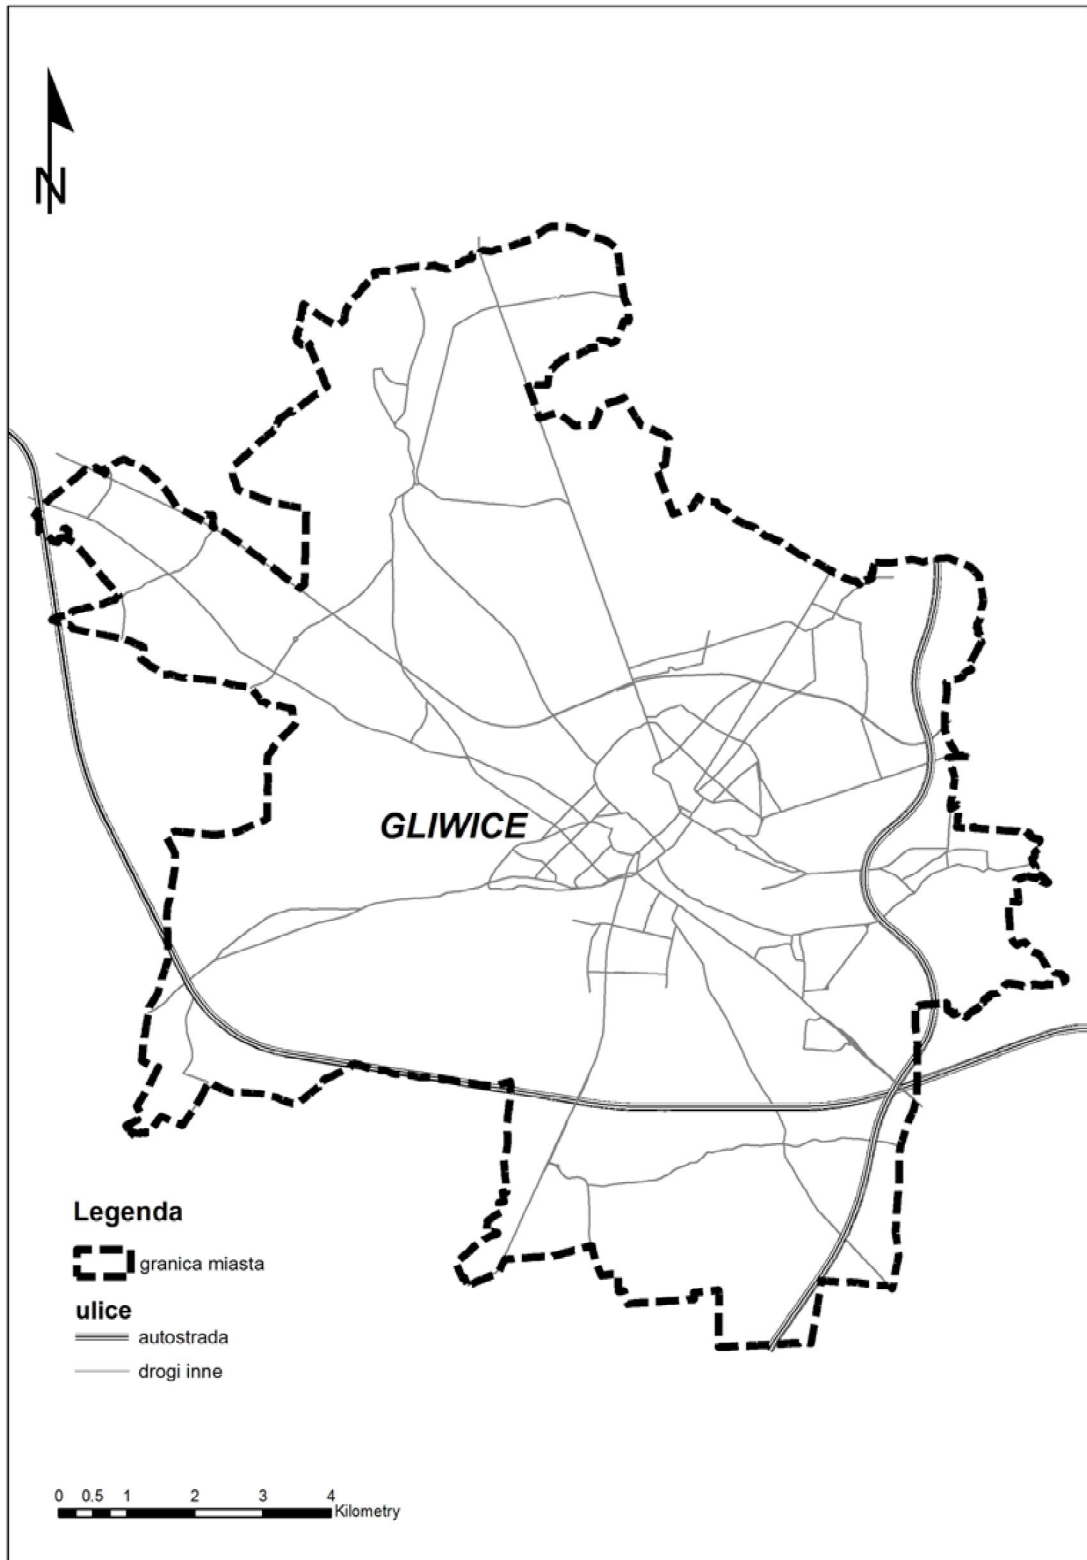 N
GLIWICE
Legenda
granica miasta
ulice
autostrada
drogi inne
0 0.5 1 2 3 4
Kilometry